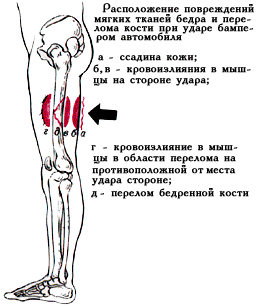 Расположение повреждений
мягких тканей бедра и пере-
лома кости при ударе бампе-
ром автомобиля
а - ссадина кожи;
б, в - кровоизлияния в мыш-
цы на стороне удара;
г д в б а
г - кровоизлияние в мыш-
цы в области перелома на
противоположной от места
удара стороне;
д - перелом бедренной кости